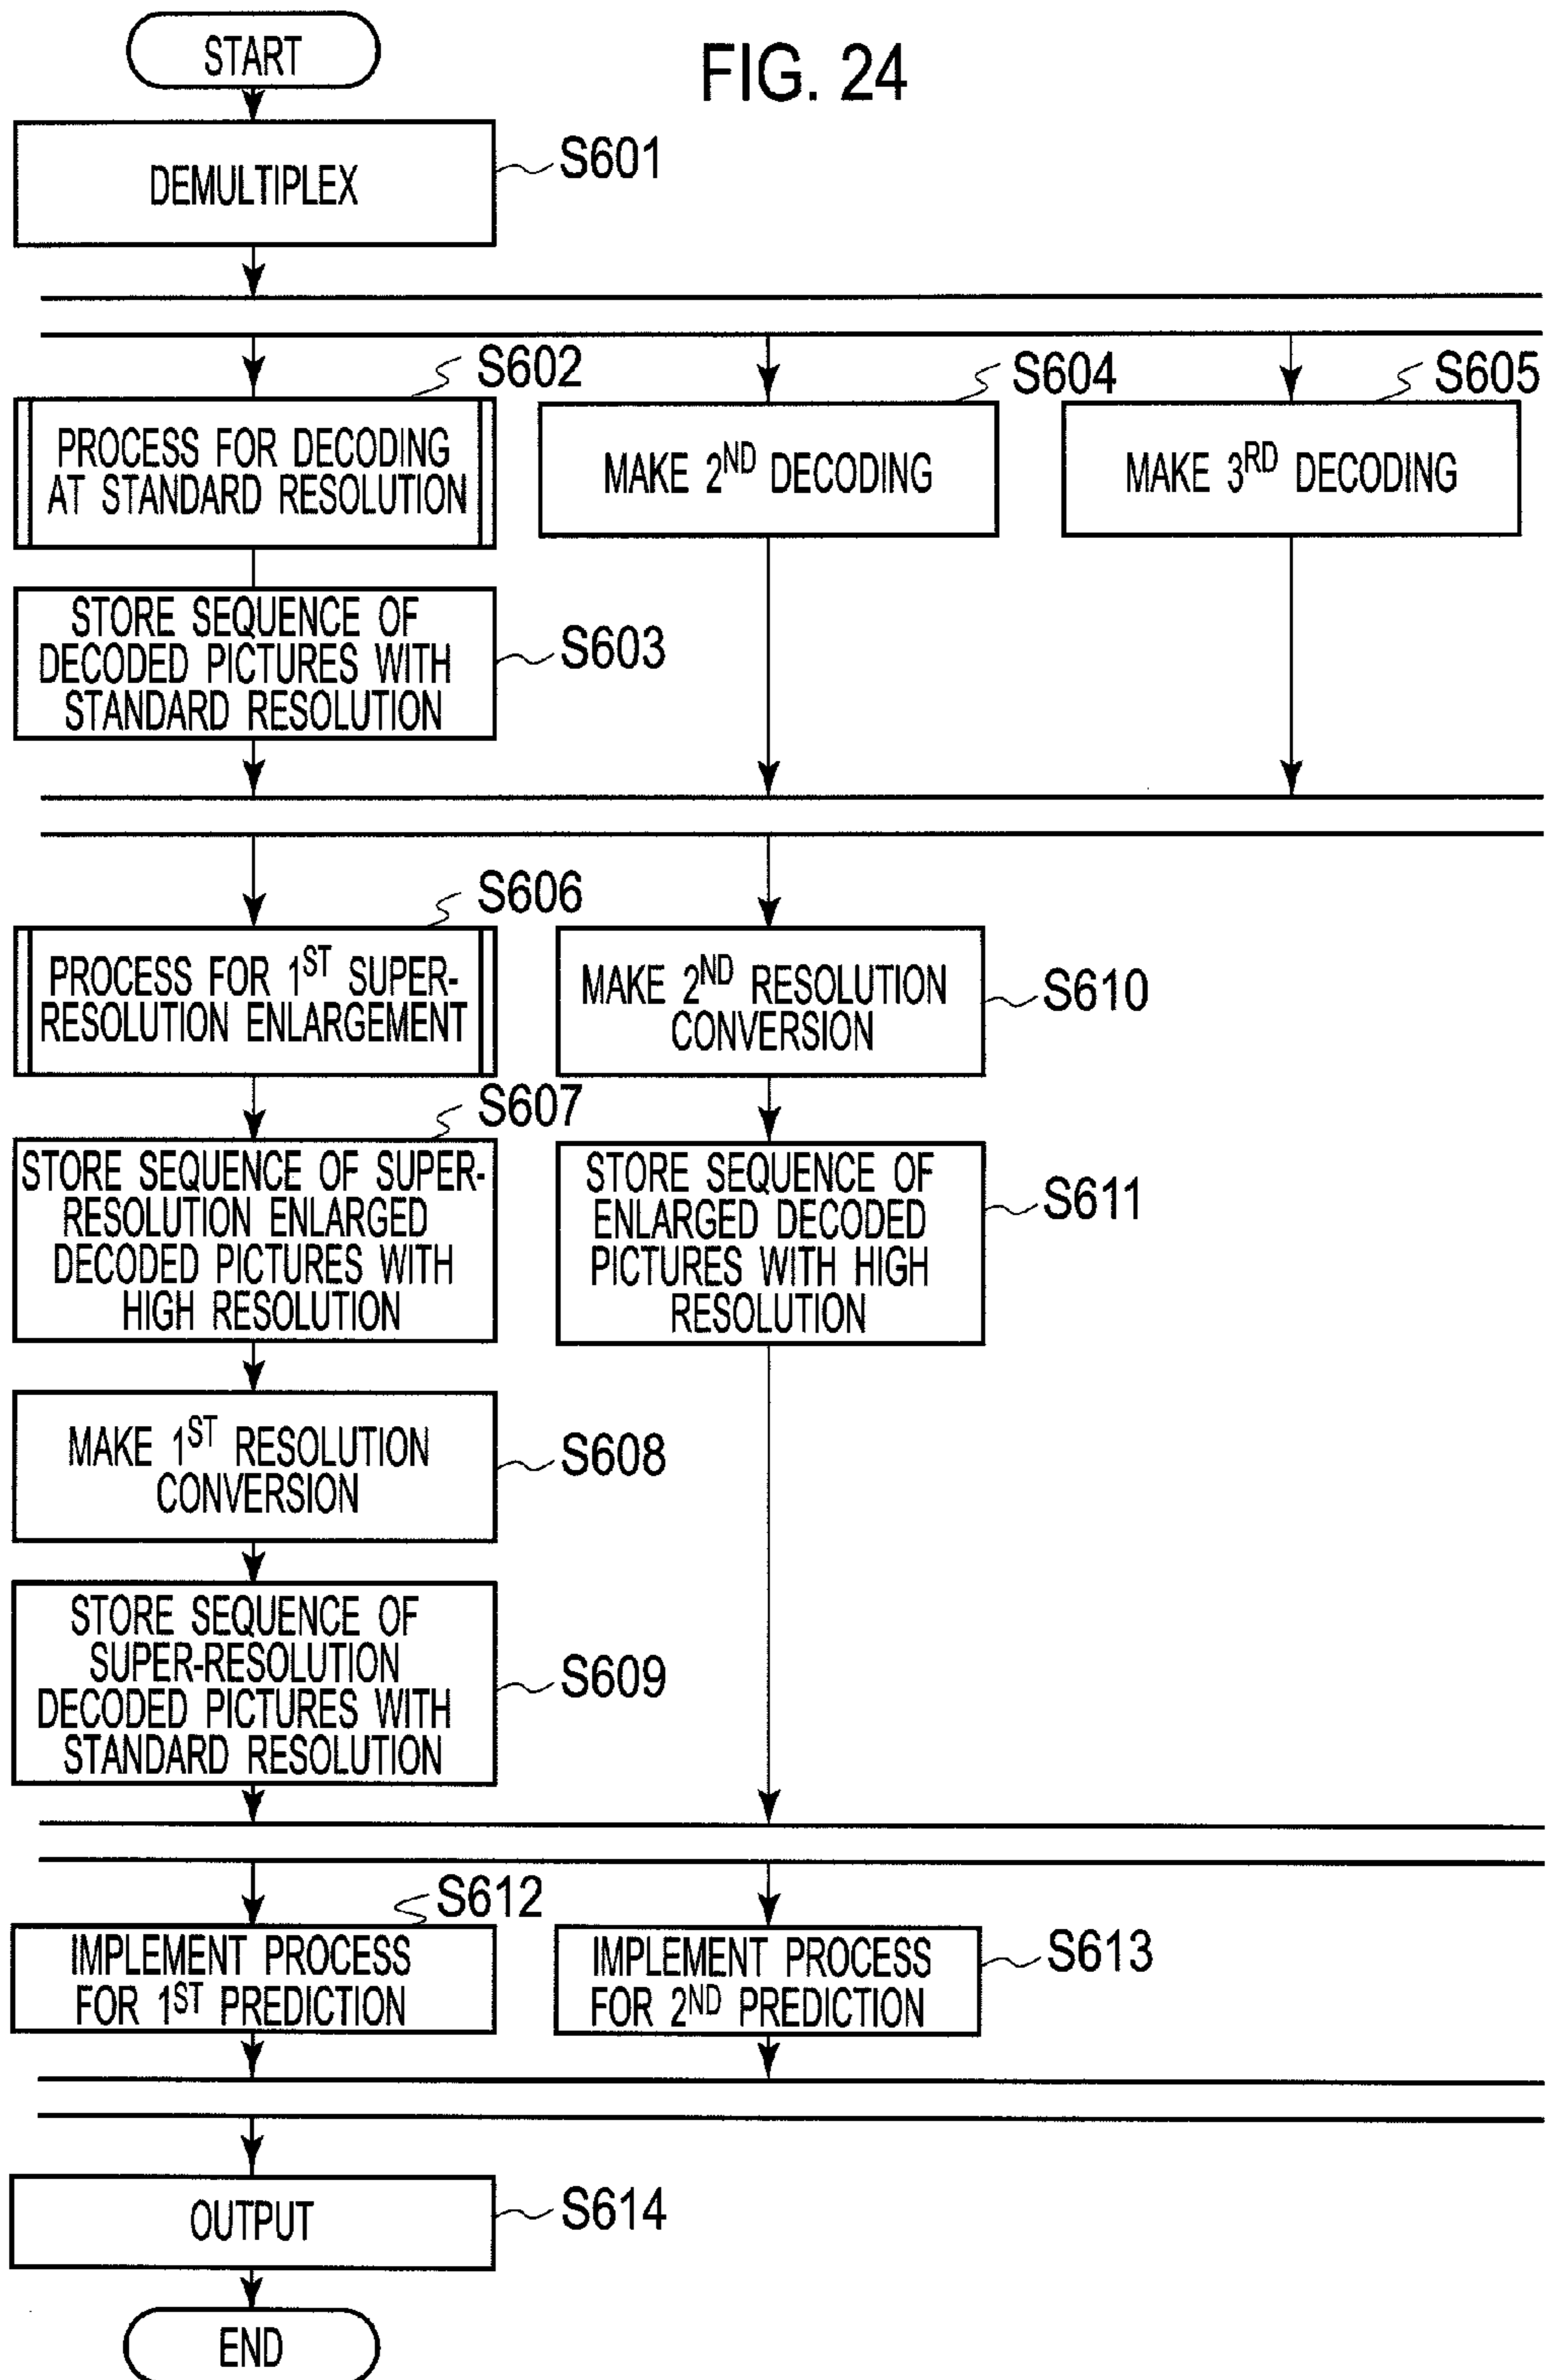 FIG. 24
START
DEMULTIPLEX
S601
S602
PROCESS FOR DECODING
AT STANDARD RESOLUTION
S604
MAKE 2ND DECODING
S605
MAKE 3RD DECODING
STORE SEQUENCE OF
DECODED PICTURES WITH
STANDARD RESOLUTION
S603
S606
PROCESS FOR 1ST SUPER-
RESOLUTION ENLARGEMENT
MAKE 2ND RESOLUTION
CONVERSION
S610
S607
STORE SEQUENCE OF SUPER-
RESOLUTION ENLARGED
DECODED PICTURES WITH
HIGH RESOLUTION
STORE SEQUENCE OF
ENLARGED DECODED
PICTURES WITH HIGH
RESOLUTION
S611
MAKE 1ST RESOLUTION
CONVERSION
S608
STORE SEQUENCE OF
SUPER-RESOLUTION
DECODED PICTURES WITH
STANDARD RESOLUTION
S609
S612
IMPLEMENT PROCESS
FOR 1ST PREDICTION
IMPLEMENT PROCESS
FOR 2ND PREDICTION
S613
OUTPUT
S614
END